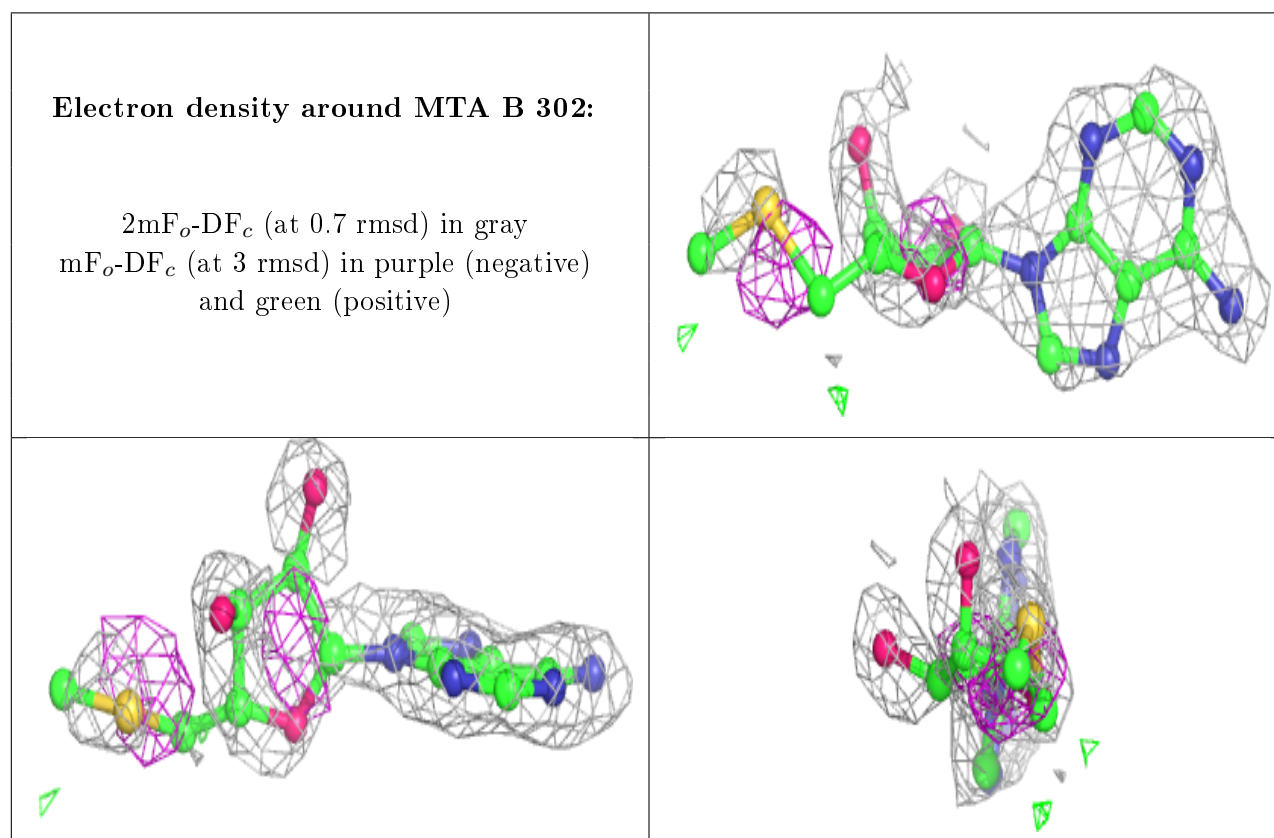 Electron density around MTA B 302:
2mFo-DFc (at 0.7 rmsd) in gray
mFo-DFc (at 3 rmsd) in purple (negative)
and green (positive)